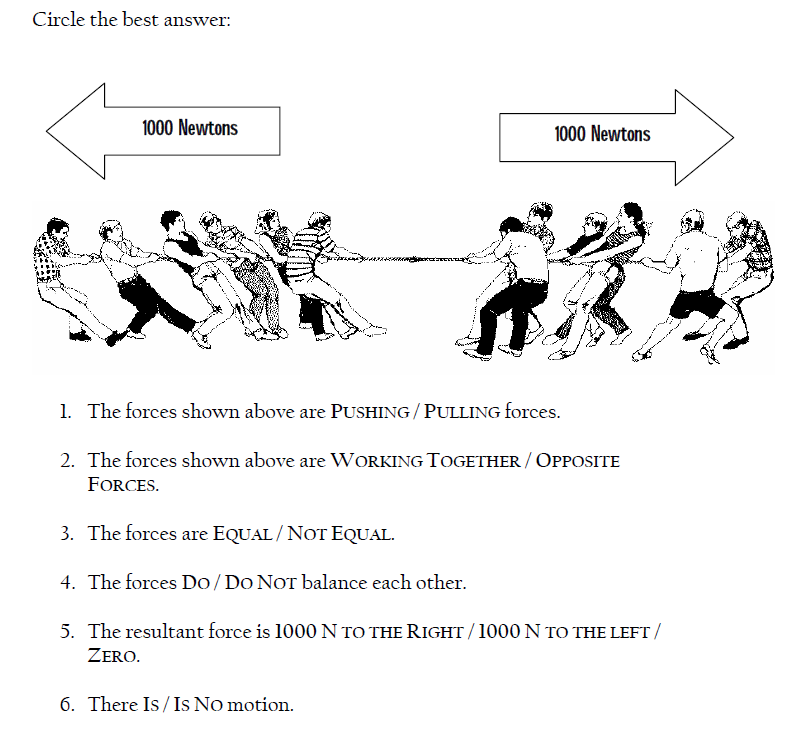 Circle the best answer:
1000 Newtons
1000 Newtons
1. The forces shown above are PUSHING / PULLING forces.
2. The forces shown above are WORKING TOGETHER / OPPOSITE
FORCES.
3. The forces are EQUAL / NOT EQUAL.
4. The forces DO / DO NOT balance each other.
5. The resultant force is 1000 N TO THE RIGHT / 1000 N TO THE LEFT /
ZERO.
6. There IS / IS NO motion.